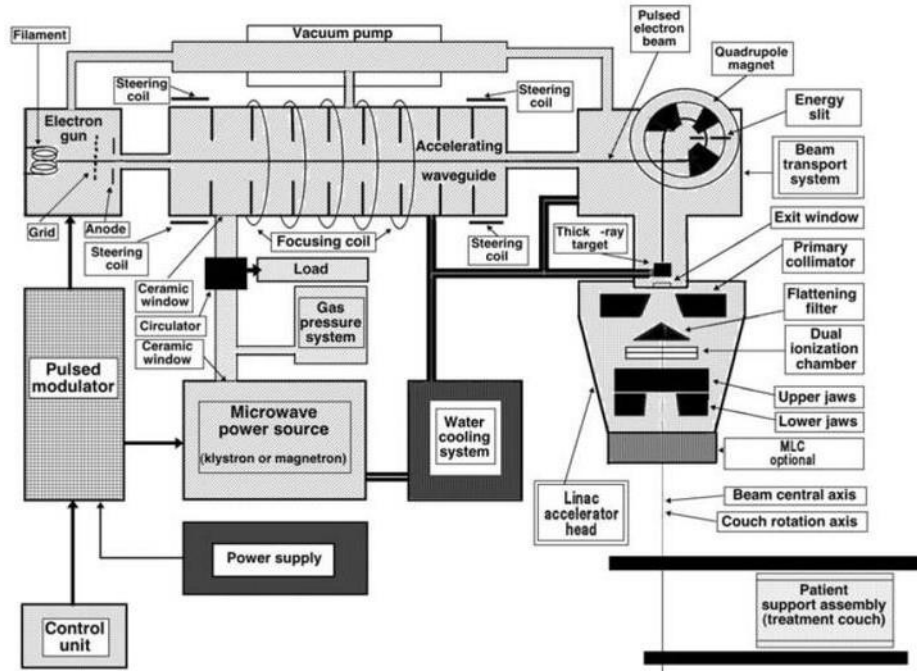 Filament
Vacuum pump
Pulsed
electron
beam
Quadrupole
magnet
Steering
coil
Steering
coil
Energy
slit
Electron
gun
Accelerating
waveguide
Beam
transport
system
Grid
Anode
Steering
coil
Focusing coil
Steering
coil
Thick -ray
target
Exit window
Primary
collimator
Ceramic
window
Load
Circulator
Gas
pressure
system
Flattening
filter
Ceramic
window
Dual
ionization
chamber
Pulsed
modulator
Microwave
power source
(klystron or magnetron)
Water
cooling
system
Upper jaws
Lower jaws
MLC
optional
Linac
accelerator
head
Beam central axis
Couch rotation axis
Power supply
Control
unit
Patient
support assembly
(treatment couch)